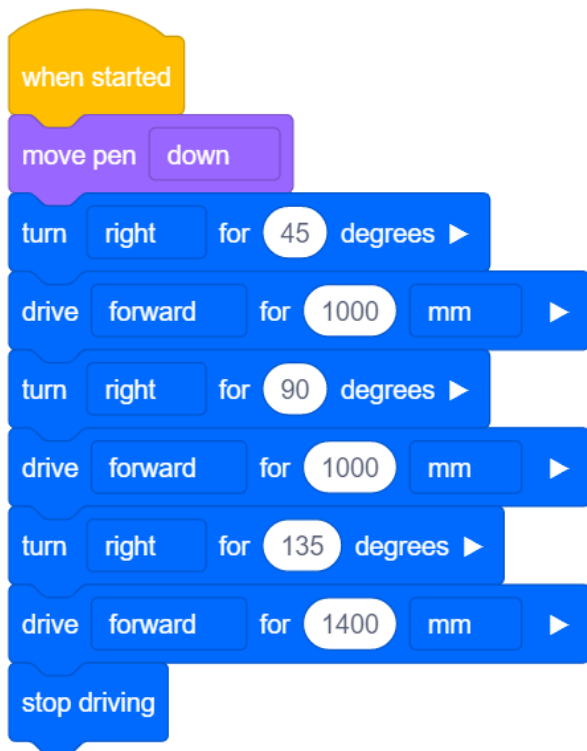 when started
move pen down
turn right for 45 degrees
drive forward for 1000 mm
turn right for 90 degrees
drive forward for 1000 mm
turn right for 135 degrees
drive forward for 1400 mm
stop driving